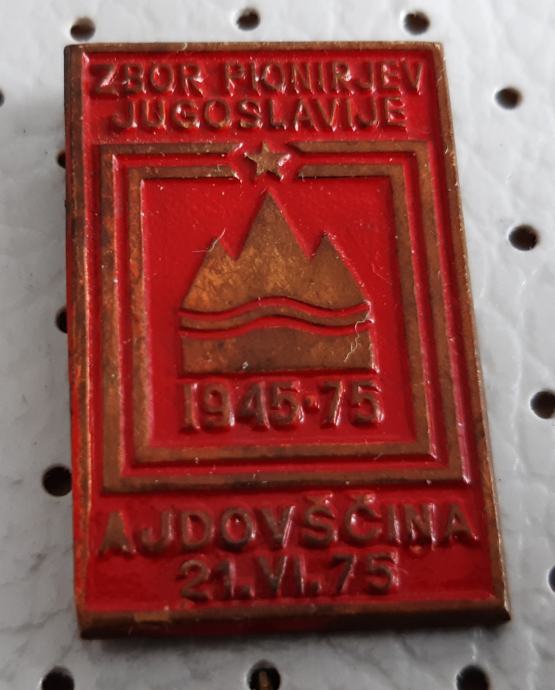 ZBOR PIONIRJEV
JUGOSLAVIJE
1945·75
AJDOVŠČINA
21.VI.75